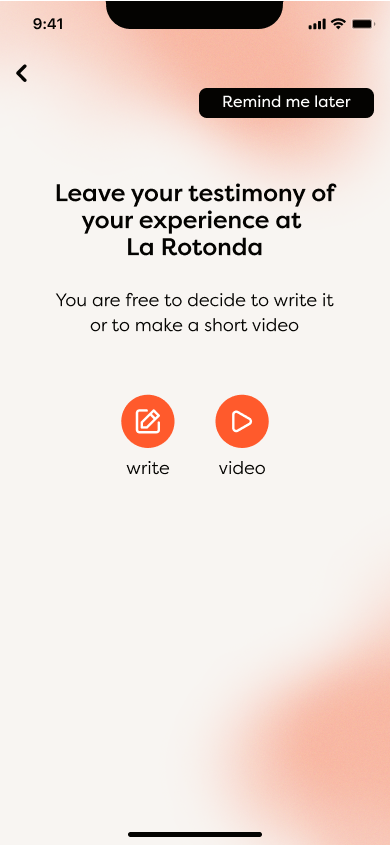 9:41
Remind me later
Leave your testimony of
your experience at
La Rotonda
You are free to decide to write it
or to make a short video
write video